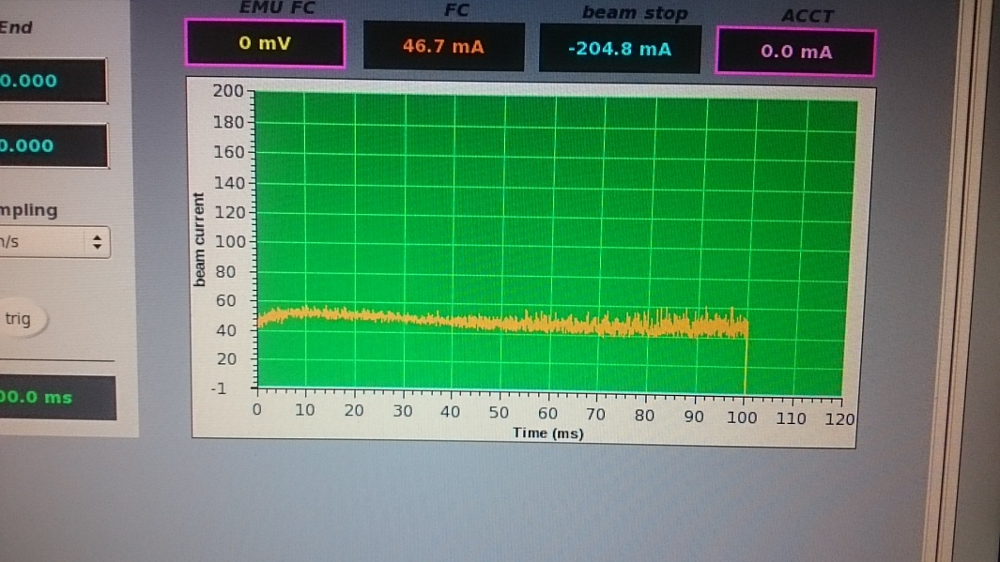 End
EMU FC
FC
beam stop
ACCT
0 mV
46.7 mA
-204.8 mA
0.0 mA
0.000
0.000
mpling
n/s
trig
00.0 ms
beam current
200
180
160
140
120
100
80
60
40
20
-1
0 10 20 30 40 50 60 70 80 90 100 110 120
Time (ms)